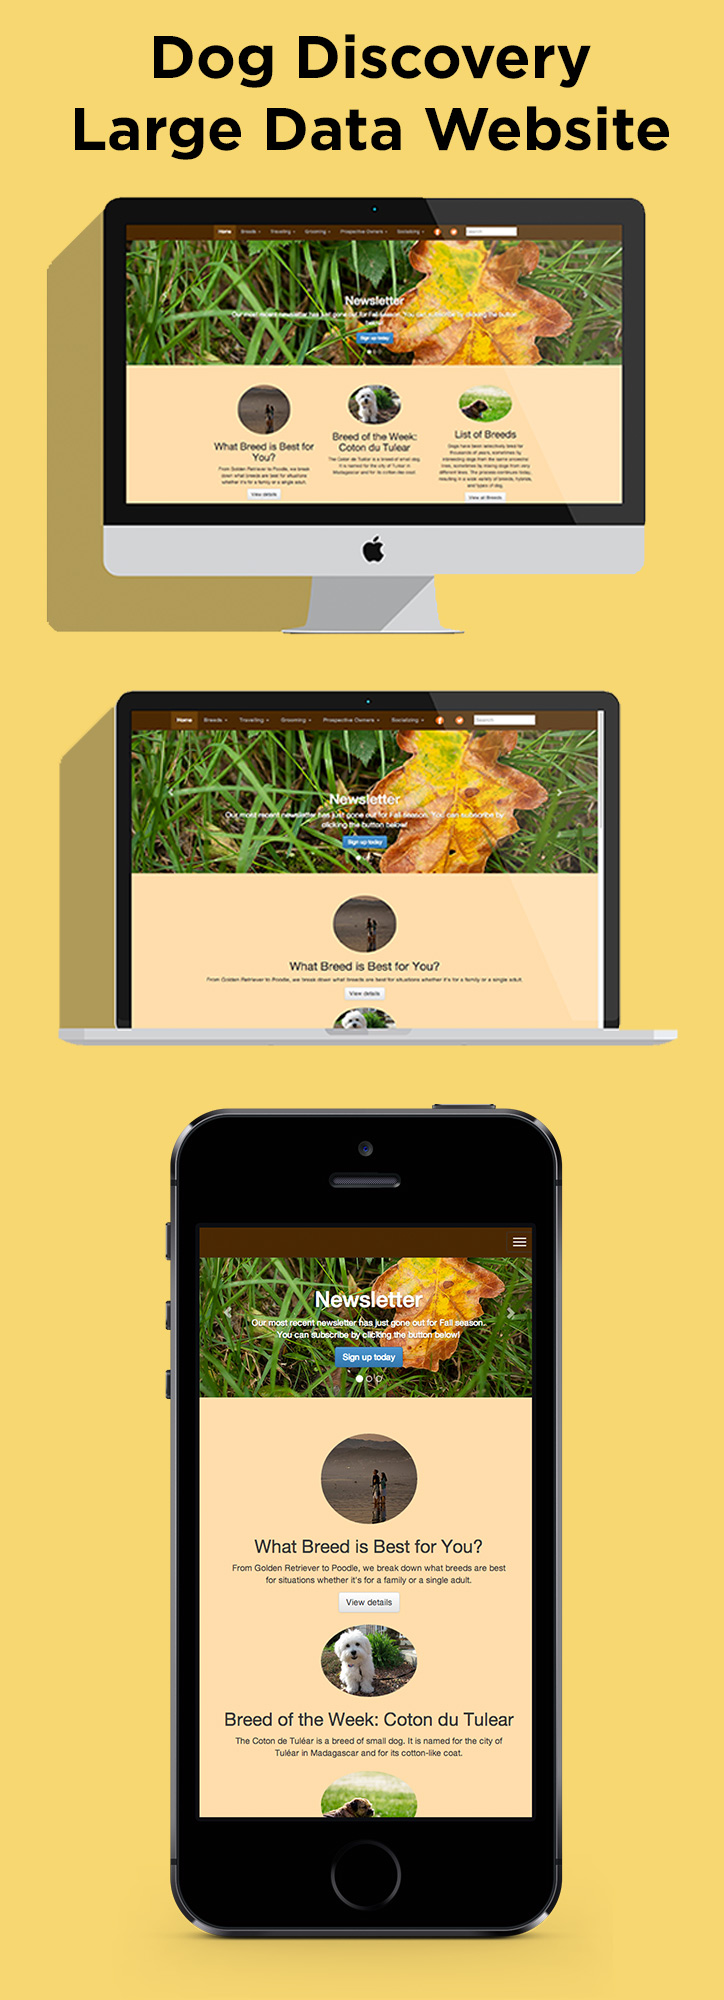 Dog Discovery
Large Data Website
Home Breeds Traveling Grooming Prospective Owners Socializing Search
Newsletter
Our most recent newsletter has just gone out for Fall season. You can subscribe by clicking the button
below!
Sign up today
What Breed is Best for
You?
From Golden Retriever to Poodle, we break
down what breeds are best for situations
whether it's for a family or a single adult.
View details
Breed of the Week:
Coton du Tulear
The Coton de Tuléar is a breed of small dog.
It is named for the city of Tuléar in
Madagascar and for its cotton-like coat.
List of Breeds
Dogs have been selectively bred for
thousands of years, sometimes by
inbreeding dogs from the same ancestral
lines, sometimes by mixing dogs from very
different lines. The process continues today,
resulting in a wide variety of breeds, hybrids,
and types of dog.
View all Breeds
Home Breeds Traveling Grooming Prospective Owners Socializing Search
Newsletter
Our most recent newsletter has just gone out for Fall season. You can subscribe by
clicking the button below!
Sign up today
What Breed is Best for You?
From Golden Retriever to Poodle, we break down what breeds are best for situations whether it's for a family or a single adult.
View details
Newsletter
Our most recent newsletter has just gone out for Fall season.
You can subscribe by clicking the button below!
Sign up today
What Breed is Best for You?
From Golden Retriever to Poodle, we break down what breeds are best
for situations whether it's for a family or a single adult.
View details
Breed of the Week: Coton du Tulear
The Coton de Tuléar is a breed of small dog. It is named for the city of
Tuléar in Madagascar and for its cotton-like coat.